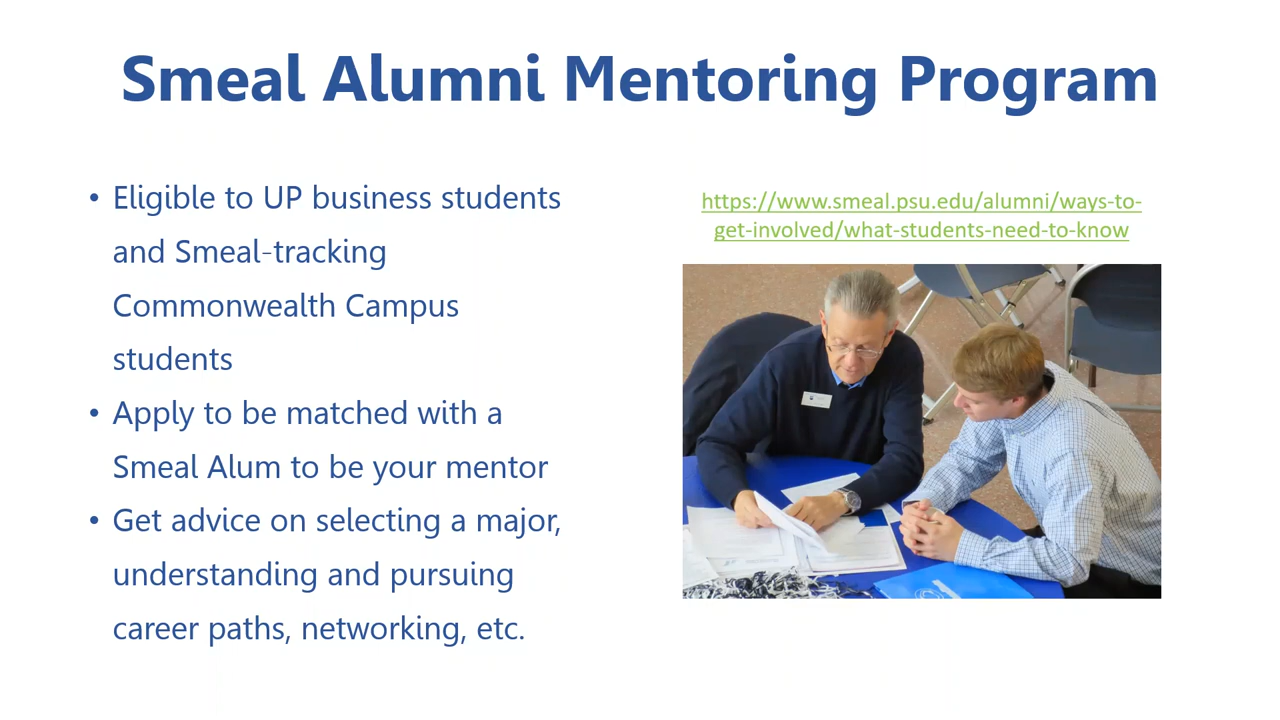 Smeal Alumni Mentoring Program
• Eligible to UP business students
and Smeal-tracking
Commonwealth Campus
students
• Apply to be matched with a
Smeal Alum to be your mentor
• Get advice on selecting a major,
understanding and pursuing
career paths, networking, etc.
https://www.smeal.psu.edu/alumni/ways-to-
get-involved/what-students-need-to-know